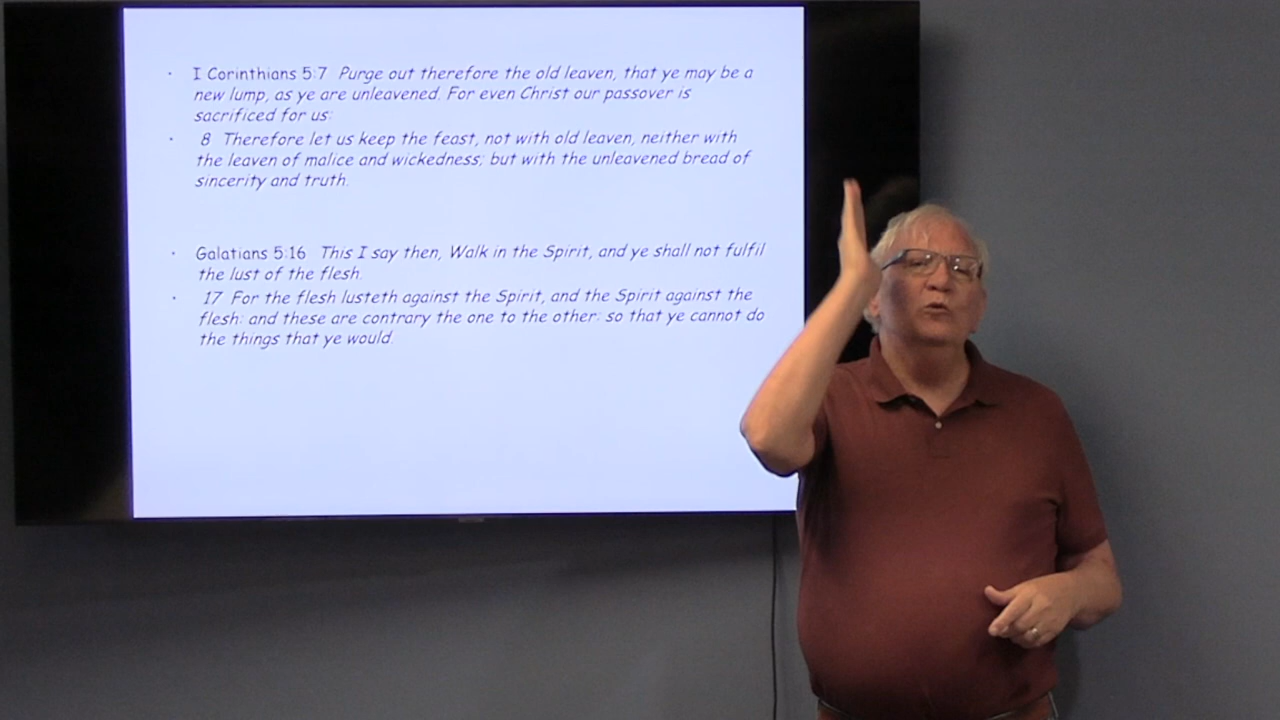 · I Corinthians 5:7 Purge out therefore the old leaven, that ye may be a
new lump, as ye are unleavened. For even Christ our passover is
sacrificed for us:
· 8 Therefore let us keep the feast, not with old leaven, neither with
the leaven of malice and wickedness; but with the unleavened bread of
sincerity and truth.
· Galatians 5:16 This I say then, Walk in the Spirit, and ye shall not fulfil
the lust of the flesh.
· 17 For the flesh lusteth against the Spirit, and the Spirit against the
flesh: and these are contrary the one to the other: so that ye cannot do
the things that ye would.